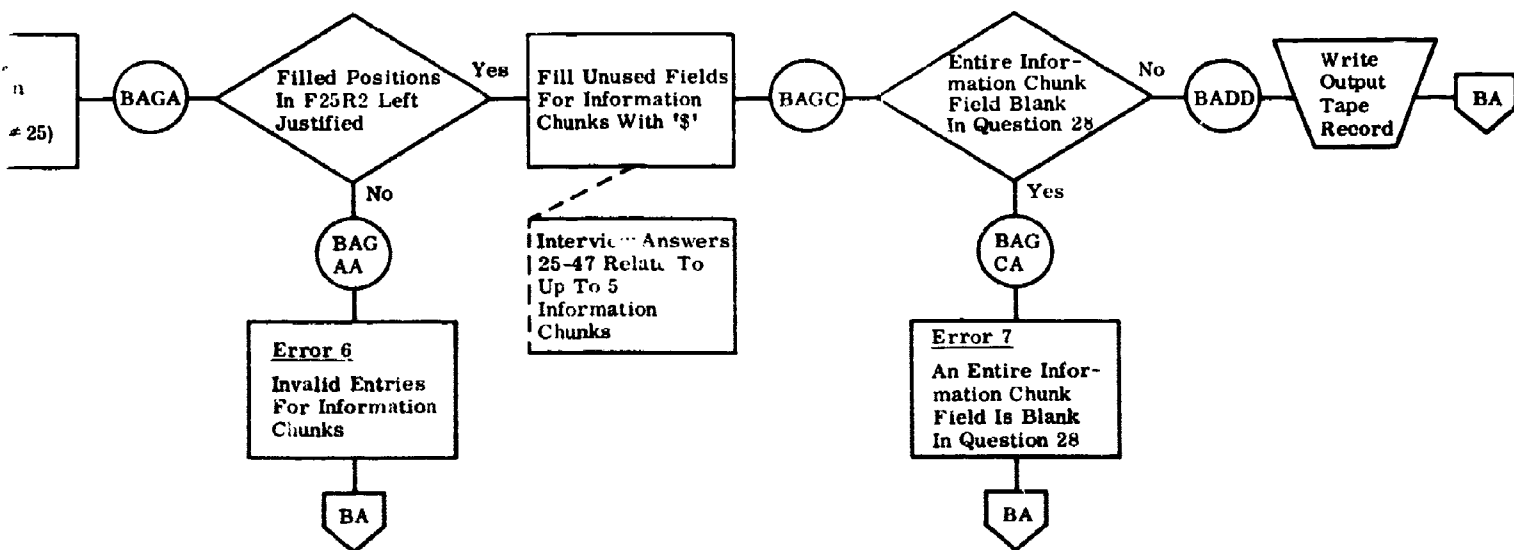 n
≠ 25)
BAGA
Filled Positions
In F25R2 Left
Justified
Yes
No
Fill Unused Fields
For Information
Chunks With '$'
BAGC
Entire Infor-
mation Chunk
Field Blank
In Question 28
No
Yes
BADD
Write
Output
Tape
Record
BA
BAG
AA
Answers
25-47 To
Up To 5
Information
Chunks
BAG
CA
Error 6
Invalid Entries
For Information
Chunks
Error 7
An Entire Infor-
mation Chunk
Field Is Blank
In Question 28
BA
BA